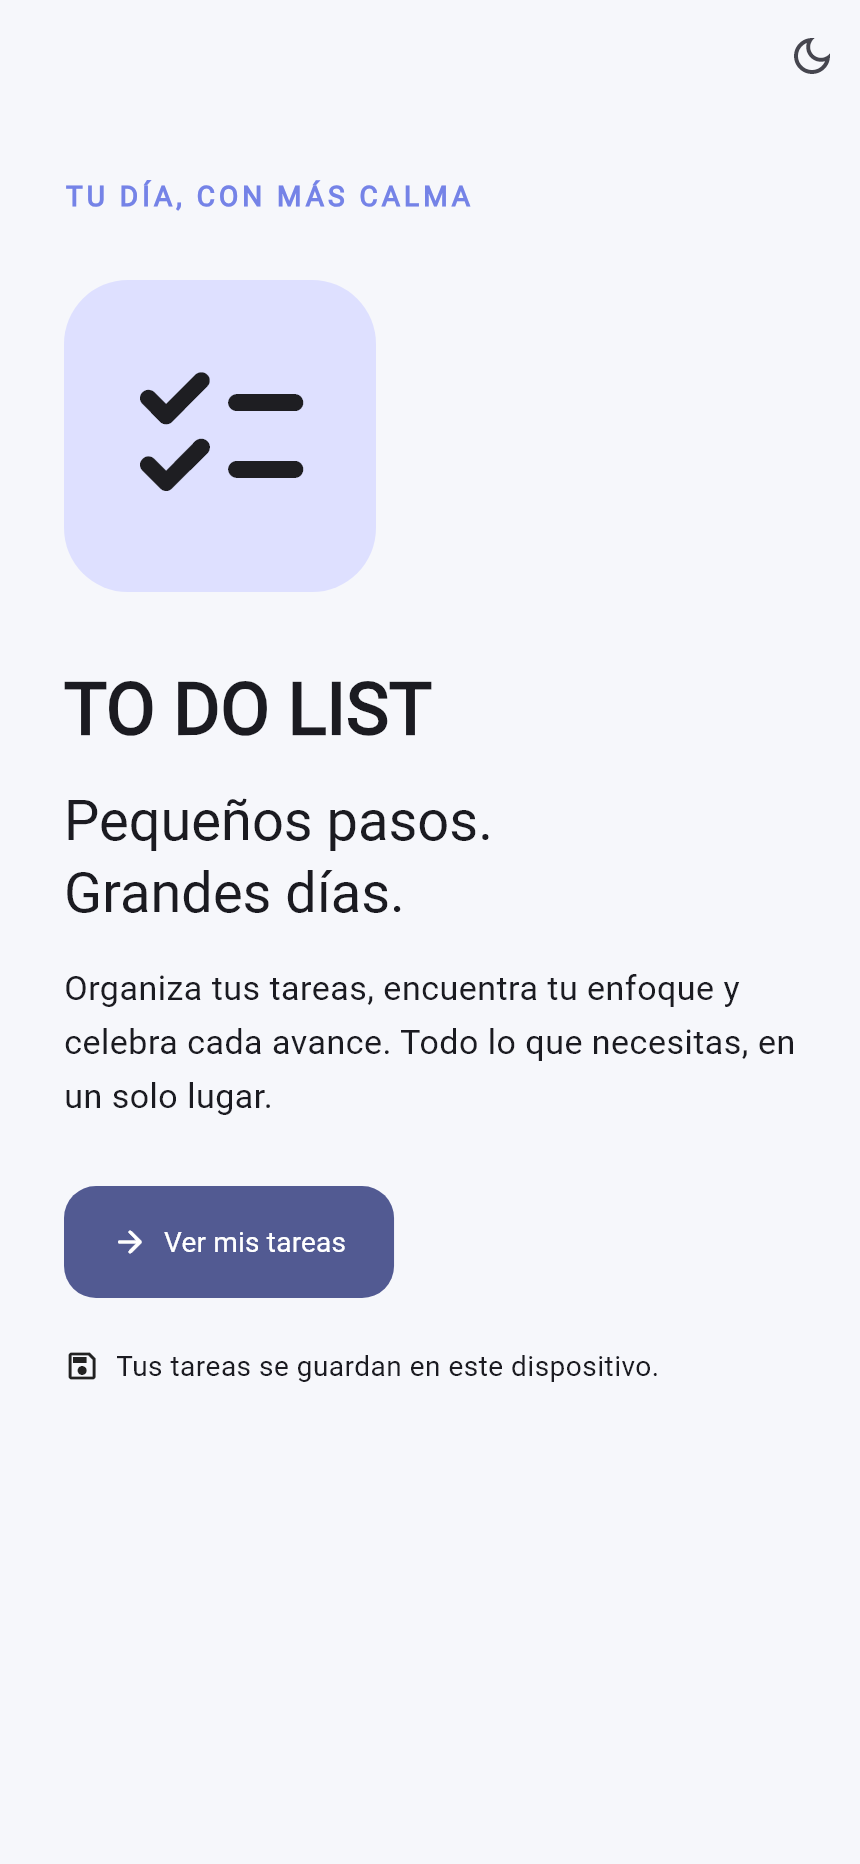 TU DÍA, CON MÁS CALMA
TO DO LIST
Pequeños pasos.
Grandes días.
Organiza tus tareas, encuentra tu enfoque y
celebra cada avance. Todo lo que necesitas, en
un solo lugar.
Ver mis tareas
Tus tareas se guardan en este dispositivo.